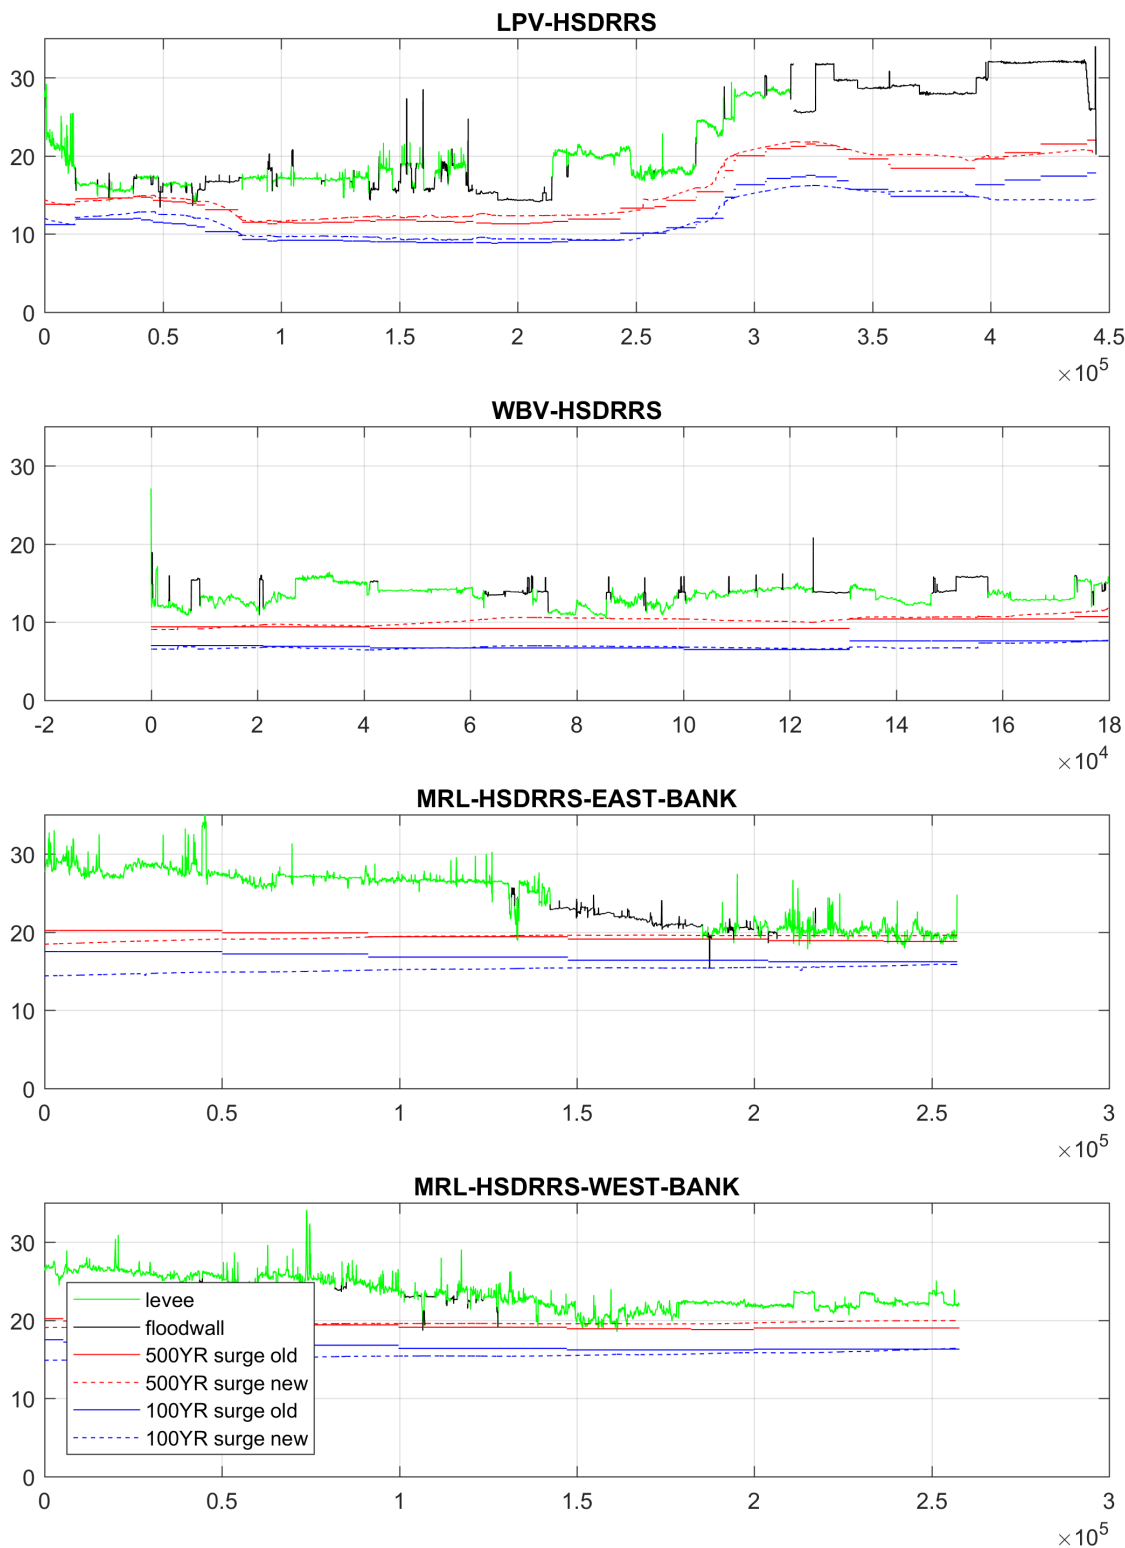 LPV-HSDRRS
30
20
10
0
0 0.5 1 1.5 2 2.5 3 3.5 4 4.5
×10^5
WBV-HSDRRS
30
20
10
0
-2 0 2 4 6 8 10 12 14 16 18
×10^4
MRL-HSDRRS-EAST-BANK
30
20
10
0
0 0.5 1 1.5 2 2.5 3
×10^5
MRL-HSDRRS-WEST-BANK
30
20
10
0
levee
floodwall
500YR surge old
500YR surge new
100YR surge old
100YR surge new
0 0.5 1 1.5 2 2.5 3
×10^5